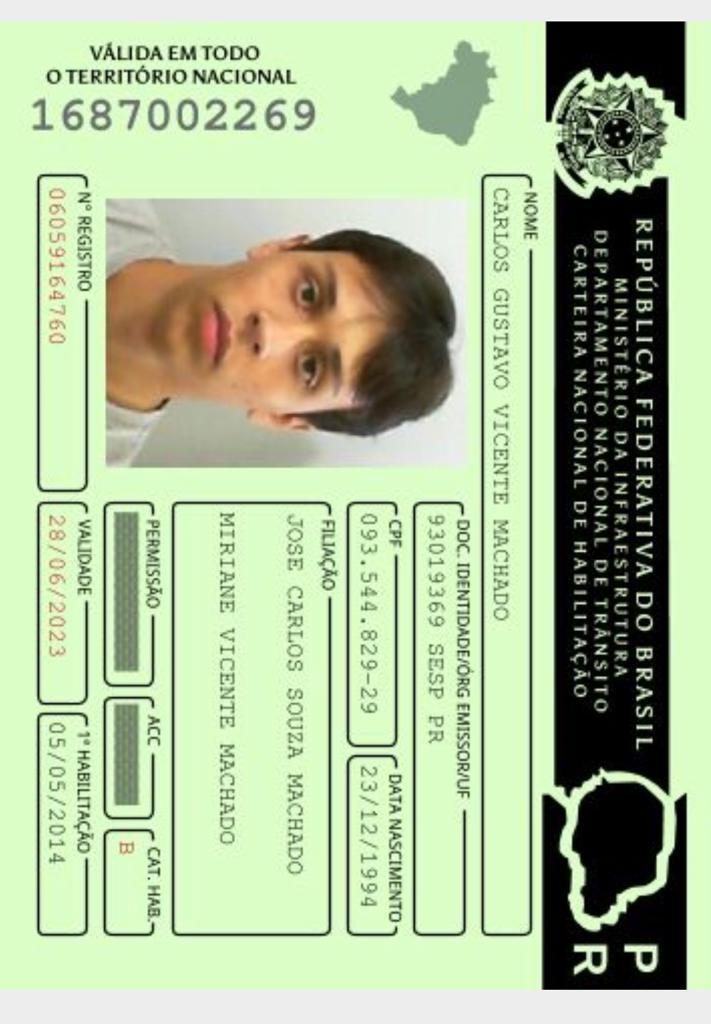 REPÚBLICA FEDERATIVA DO BRASIL
MINISTÉRIO DA INFRAESTRUTURA
DEPARTAMENTO NACIONAL DE TRÂNSITO
CARTEIRA NACIONAL DE HABILITAÇÃO
PR
VÁLIDA EM TODO
O TERRITÓRIO NACIONAL
1687002269
NOME
CARLOS GUSTAVO VICENTE MACHADO
DOC. IDENTIDADE/ÓRG EMISSOR/UF
93019369 SESP PR
CPF
093.544.829-29
DATA NASCIMENTO
23/12/1994
FILIAÇÃO
JOSE CARLOS SOUZA MACHADO
MIRIANE VICENTE MACHADO
PERMISSÃO
ACC
CAT. HAB.
B
Nº REGISTRO
06059164760
VALIDADE
28/06/2023
1º HABILITAÇÃO
05/05/2014